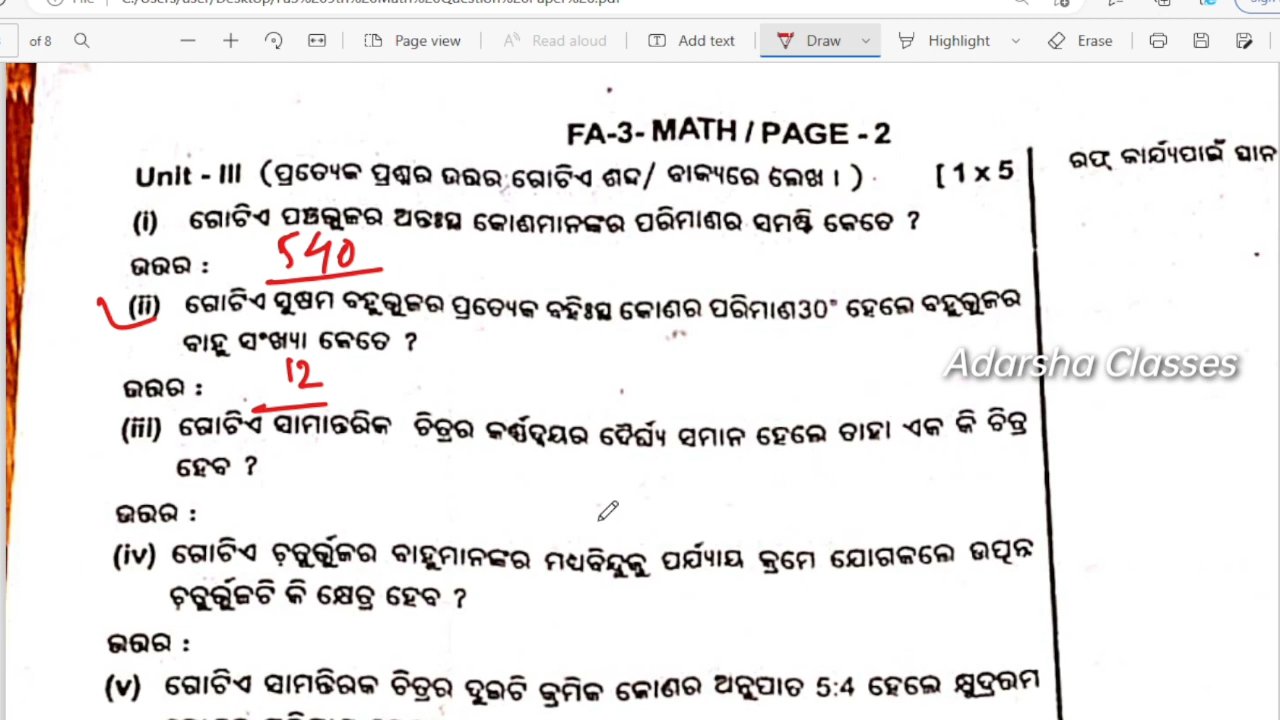 of 8
Page view
Read aloud
Add text
Draw
Highlight
Erase
FA-3-MATH / PAGE - 2
Unit - III (ପ୍ରତ୍ୟେକ ପ୍ରଶ୍ନର ଉତ୍ତର ଗୋଟିଏ ଶବ୍ଦ/ ବାକ୍ୟରେ ଲେଖ । ) [ 1 x 5
ରଫ୍ କାର୍ଯ୍ୟପାଇଁ ସ୍ଥାନ
(i) ଗୋଟିଏ ପଞ୍ଚଭୁଜର ଅନ୍ତଃସ୍ଥ କୋଣମାନଙ୍କର ପରିମାଣର ସମଷ୍ଟି କେତେ ?
ଉତ୍ତର : 540
(ii) ଗୋଟିଏ ସୁଷମ ବହୁଭୁଜର ପ୍ରତ୍ୟେକ ବହିଃସ୍ଥ କୋଣର ପରିମାଣ30° ହେଲେ ବହୁଭୁଜର
ବାହୁ ସଂଖ୍ୟା କେତେ ?
Adarsha Classes
ଉତ୍ତର : 12
(iii) ଗୋଟିଏ ସାମାନ୍ତରିକ ଚିତ୍ରର କର୍ଣ୍ଣଦ୍ୱୟର ଦୈର୍ଘ୍ୟ ସମାନ ହେଲେ ତାହା ଏକ କି ଚିତ୍ର
ହେବ ?
ଉତ୍ତର :
(iv) ଗୋଟିଏ ଚତୁର୍ଭୁଜର ବାହୁମାନଙ୍କର ମଧ୍ୟବିନ୍ଦୁକୁ ପର୍ଯ୍ୟାୟ କ୍ରମେ ଯୋଗକଲେ ଉତ୍ପନ୍ନ
ଚତୁର୍ଭୁଜଟି କି କ୍ଷେତ୍ର ହେବ ?
ଉତ୍ତର :
(v) ଗୋଟିଏ ସାମନ୍ତିରକ ଚିତ୍ରର ଦୁଇଟି କ୍ରମିକ କୋଣର ଅନୁପାତ 5:4 ହେଲେ କ୍ଷୁଦ୍ରତମ